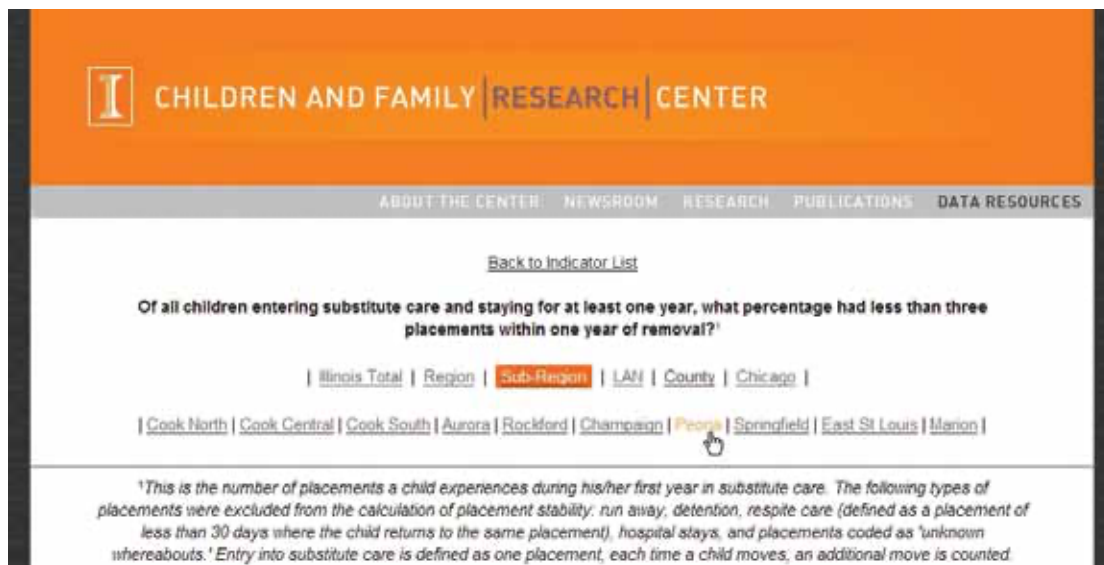 I CHILDREN AND FAMILY | RESEARCH | CENTER
ABOUT THE CENTER NEWSROOM RESEARCH PUBLICATIONS DATA RESOURCES
Back to Indicator List
Of all children entering substitute care and staying for at least one year, what percentage had less than three
placements within one year of removal?¹
| Illinois Total | Region | Sub-Region | LAN | County | Chicago |
| Cook North | Cook Central | Cook South | Aurora | Rockford | Champaign | Peoria | Springfield | East St Louis | Marion |
¹This is the number of placements a child experiences during his/her first year in substitute care. The following types of
placements were excluded from the calculation of placement stability: run away, detention, respite care (defined as a placement of
less than 30 days where the child returns to the same placement), hospital stays, and placements coded as 'unknown
whereabouts.' Entry into substitute care is defined as one placement, each time a child moves, an additional move is counted.